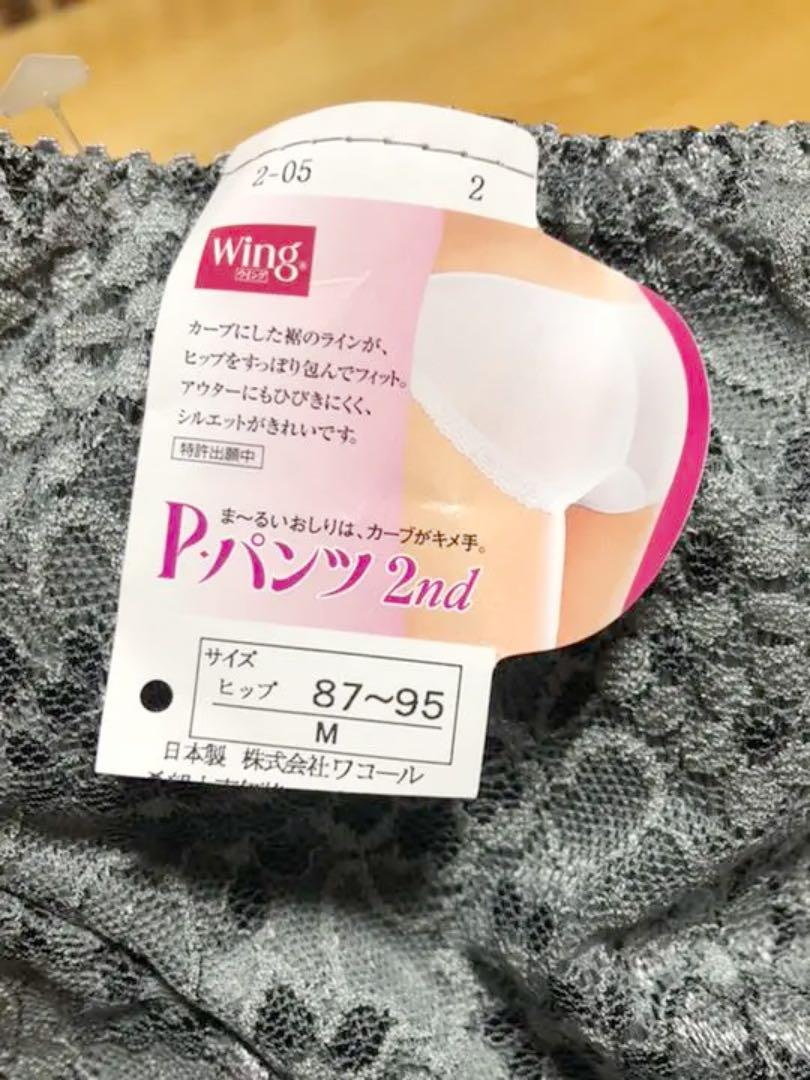 2-05 2
Wing®
ウイング
カーブにした裾のラインが、
ヒップをすっぽり包んでフィット。
アウターにもひびきにくく、
シルエットがきれいです。
特許出願中
ま〜るいおしりは、カーブがキメ手。
P・パンツ 2nd
サイズ
ヒップ 87〜95
M
日本製 株式会社ワコール